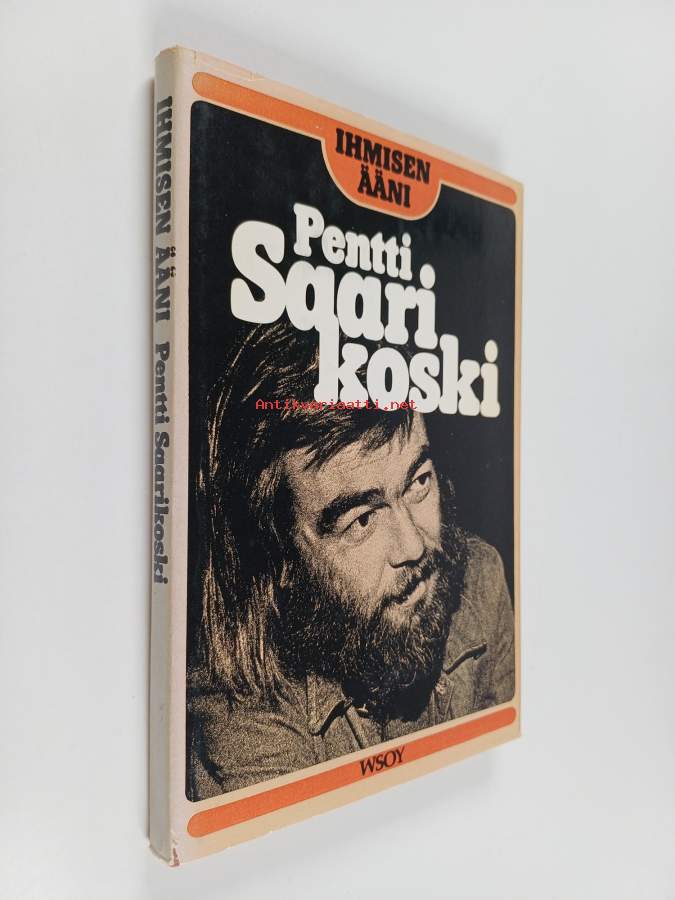 IHMISEN ÄÄNI Pentti Saarikoski
IHMISEN
ÄÄNI
Pentti
Saari
koski
Antikvariaatti.net
WSOY